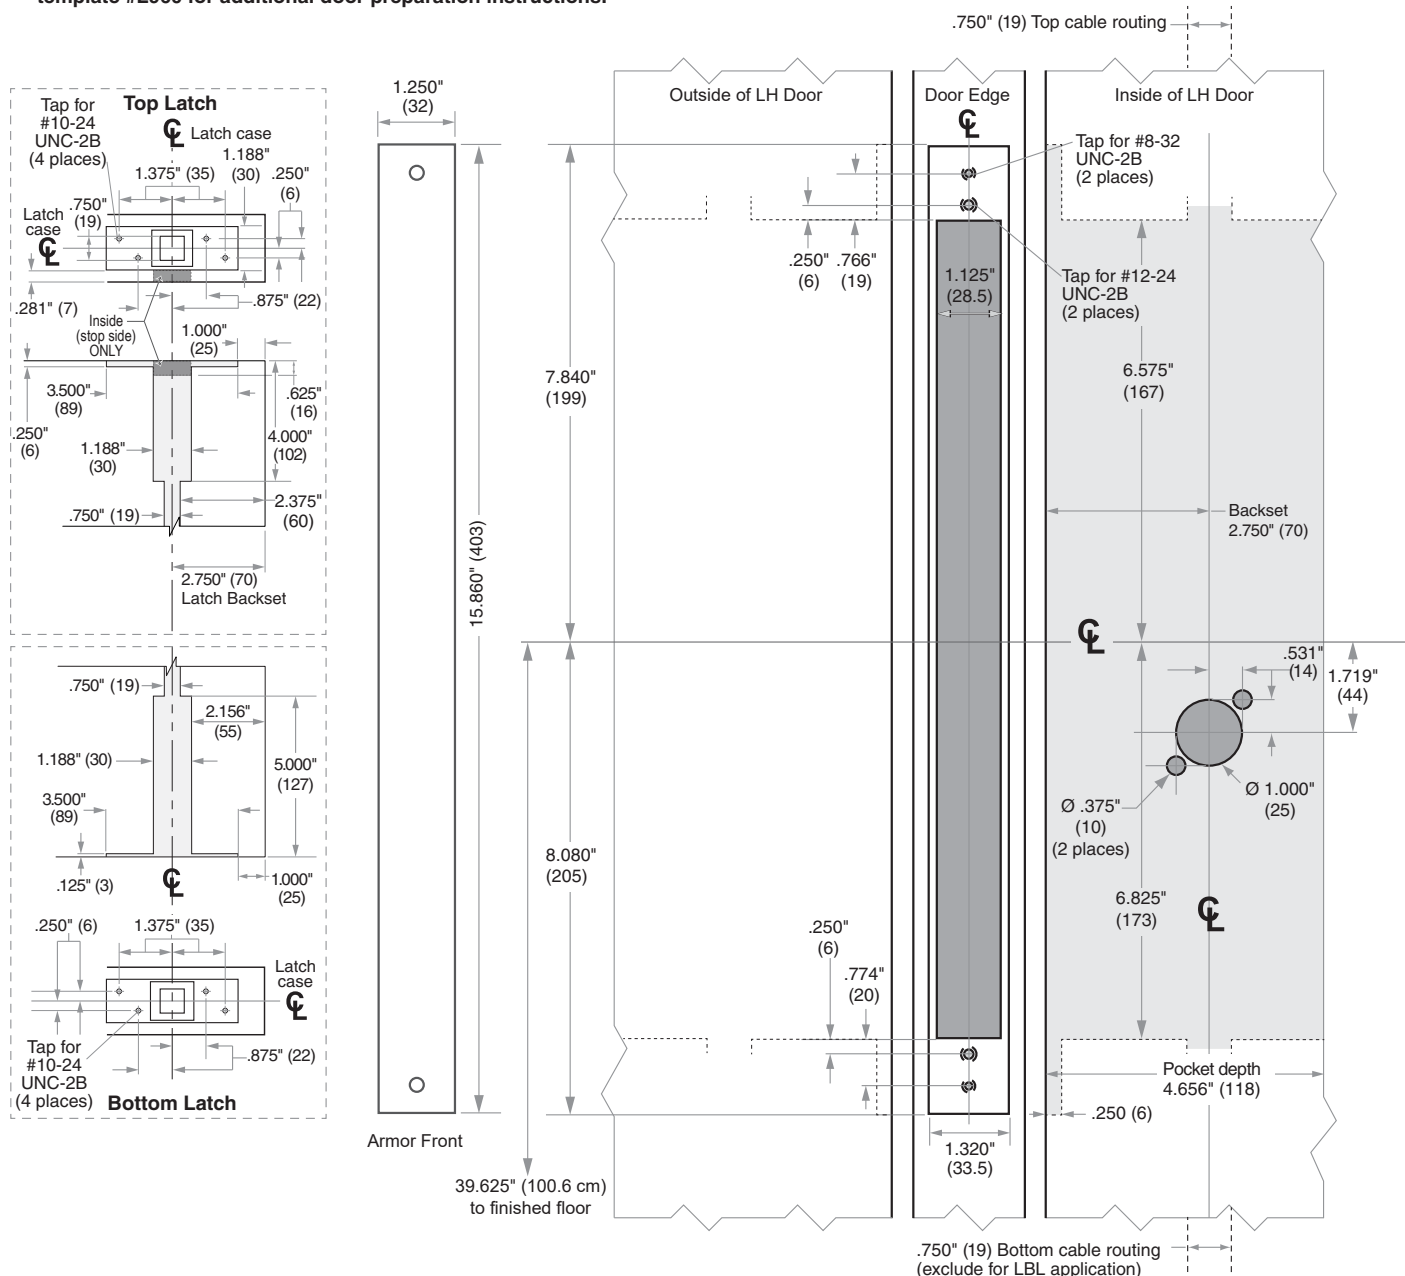 template #2968 for additional door preparation instructions.
.750" (19) Top cable routing
Tap for
#10-24
UNC-2B
(4 places)
Top Latch
CL
Latch case
1.375" (35)
1.188"
(30)
.250"
(6)
.750"
(19)
Latch
case
CL
.281" (7)
.875" (22)
Inside
(stop side)
ONLY
1.000"
(25)
3.500"
(89)
.625"
(16)
.250"
(6)
1.188"
(30)
4.000"
(102)
2.375"
(60)
.750" (19)
2.750" (70)
Latch Backset
.750" (19)
2.156"
(55)
1.188" (30)
5.000"
(127)
3.500"
(89)
.125" (3)
CL
1.000"
(25)
.250" (6)
1.375" (35)
Latch
case
CL
Tap for
#10-24
UNC-2B
(4 places)
.875" (22)
Bottom Latch
1.250"
(32)
15.860" (403)
Armor Front
Outside of LH Door
7.840"
(199)
.250"
(6)
.766"
(19)
8.080"
(205)
.250"
(6)
.774"
(20)
39.625" (100.6 cm)
to finished floor
Door Edge
CL
1.125"
(28.5)
1.320"
(33.5)
Inside of LH Door
Tap for #8-32
UNC-2B
(2 places)
Tap for #12-24
UNC-2B
(2 places)
6.575"
(167)
Backset
2.750" (70)
CL
.531"
(14)
1.719"
(44)
Ø .375"
(10)
(2 places)
Ø 1.000"
(25)
6.825"
(173)
CL
Pocket depth
4.656" (118)
.250 (6)
.750" (19) Bottom cable routing
(exclude for LBL application)